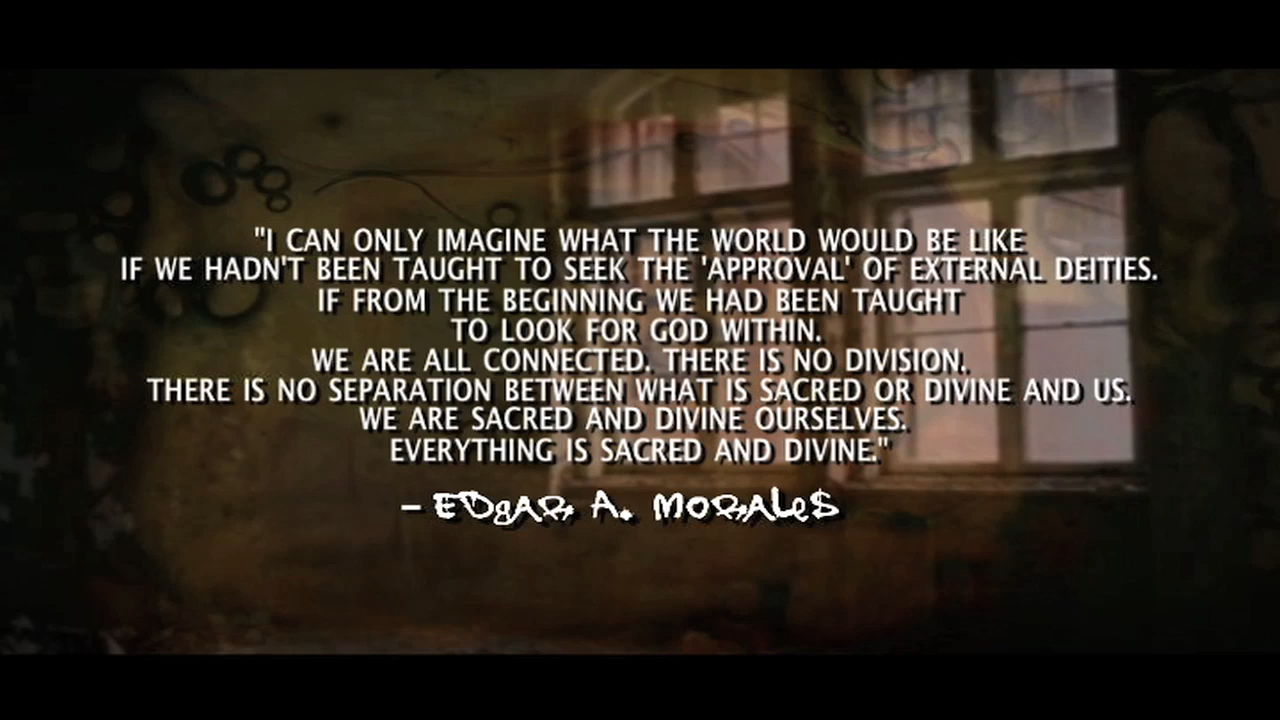 "I CAN ONLY IMAGINE WHAT THE WORLD WOULD BE LIKE
IF WE HADN'T BEEN TAUGHT TO SEEK THE 'APPROVAL' OF EXTERNAL DEITIES.
IF FROM THE BEGINNING WE HAD BEEN TAUGHT
TO LOOK FOR GOD WITHIN.
WE ARE ALL CONNECTED. THERE IS NO DIVISION.
THERE IS NO SEPARATION BETWEEN WHAT IS SACRED OR DIVINE AND US.
WE ARE SACRED AND DIVINE OURSELVES.
EVERYTHING IS SACRED AND DIVINE."
– EDgAR A. MORALeS